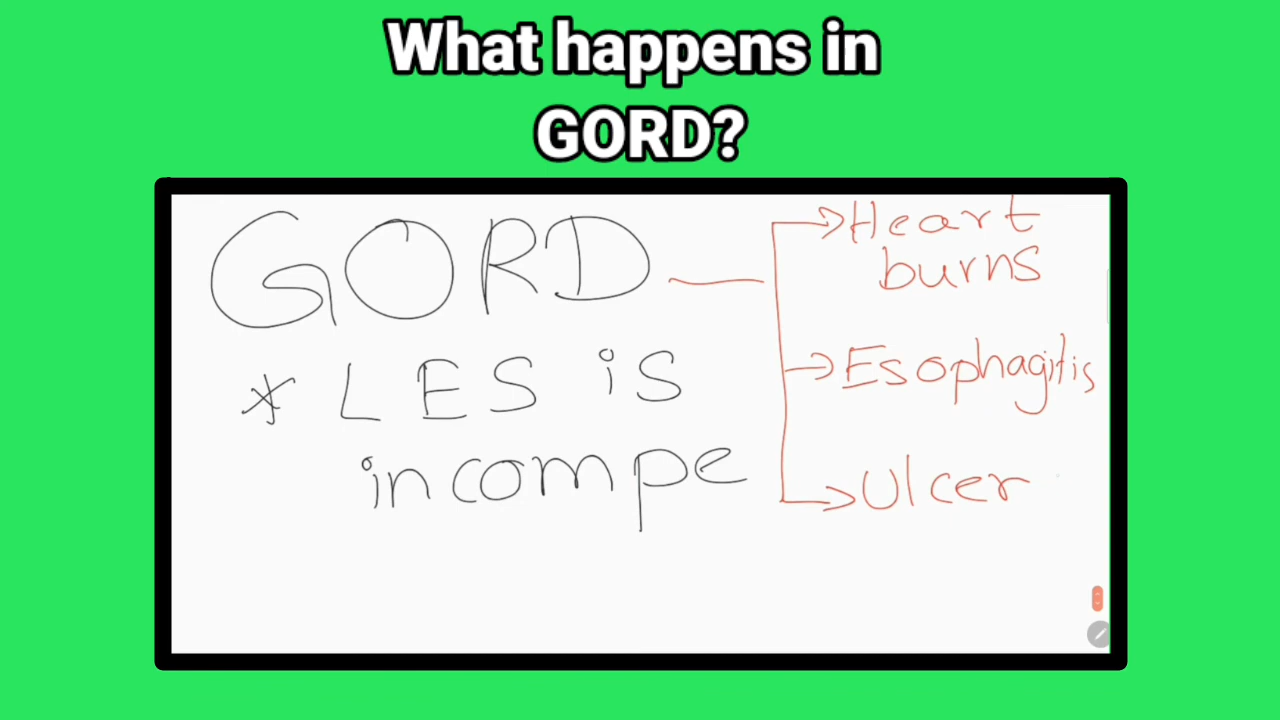 What happens in
GORD?
GORD
* LES is
incompe
Heart
burns
Esophagitis
Ulcer